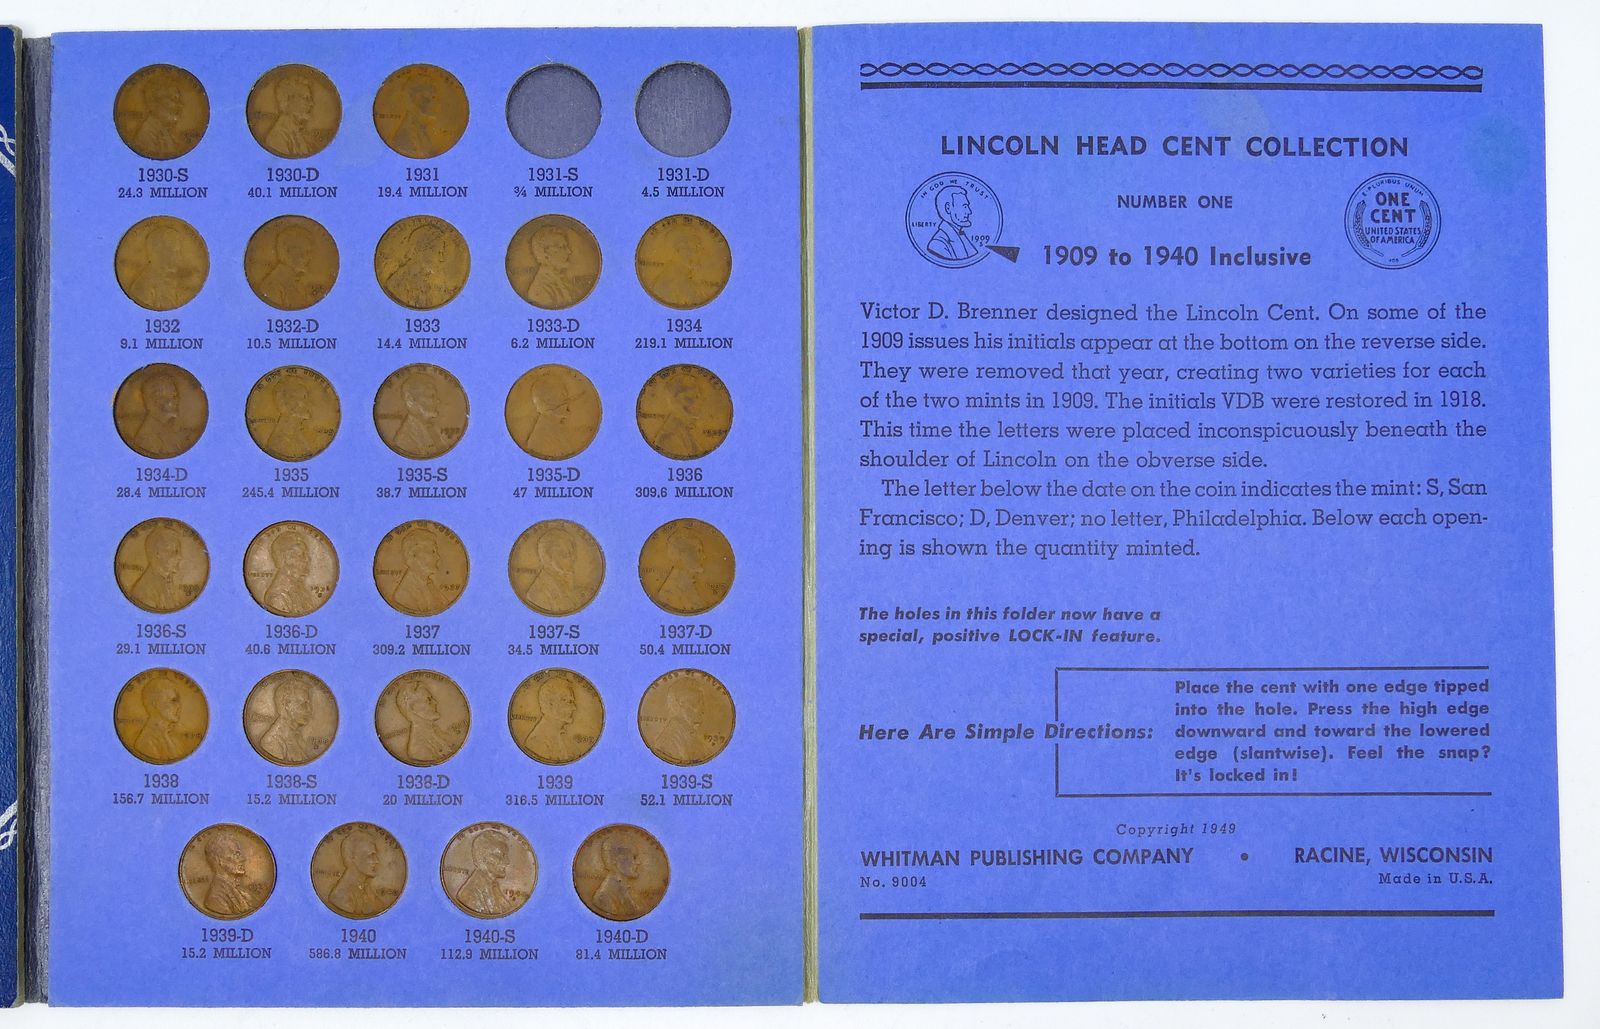 1930-S 1930-D 1931 1931-S 1931-D
24.3 MILLION 40.1 MILLION 19.4 MILLION ¾ MILLION 4.5 MILLION
1932 1932-D 1933 1933-D 1934
9.1 MILLION 10.5 MILLION 14.4 MILLION 6.2 MILLION 219.1 MILLION
1934-D 1935 1935-S 1935-D 1936
28.4 MILLION 245.4 MILLION 38.7 MILLION 47 MILLION 309.6 MILLION
1936-S 1936-D 1937 1937-S 1937-D
29.1 MILLION 40.6 MILLION 309.2 MILLION 34.5 MILLION 50.4 MILLION
1938 1938-S 1938-D 1939 1939-S
156.7 MILLION 15.2 MILLION 20 MILLION 316.5 MILLION 52.1 MILLION
1939-D 1940 1940-S 1940-D
15.2 MILLION 586.8 MILLION 112.9 MILLION 81.4 MILLION
LINCOLN HEAD CENT COLLECTION
IN GOD WE TRUST
LIBERTY
1909
S
NUMBER ONE
1909 to 1940 Inclusive
E PLURIBUS UNUM
ONE
CENT
UNITED STATES
OF AMERICA
Victor D. Brenner designed the Lincoln Cent. On some of the
1909 issues his initials appear at the bottom on the reverse side.
They were removed that year, creating two varieties for each
of the two mints in 1909. The initials VDB were restored in 1918.
This time the letters were placed inconspicuously beneath the
shoulder of Lincoln on the obverse side.
The letter below the date on the coin indicates the mint: S, San
Francisco; D, Denver; no letter, Philadelphia. Below each open-
ing is shown the quantity minted.
The holes in this folder now have a
special, positive LOCK-IN feature.
Here Are Simple Directions:
Place the cent with one edge tipped
into the hole. Press the high edge
downward and toward the lowered
edge (slantwise). Feel the snap?
It's locked in!
Copyright 1949
WHITMAN PUBLISHING COMPANY • RACINE, WISCONSIN
No. 9004 Made in U.S.A.